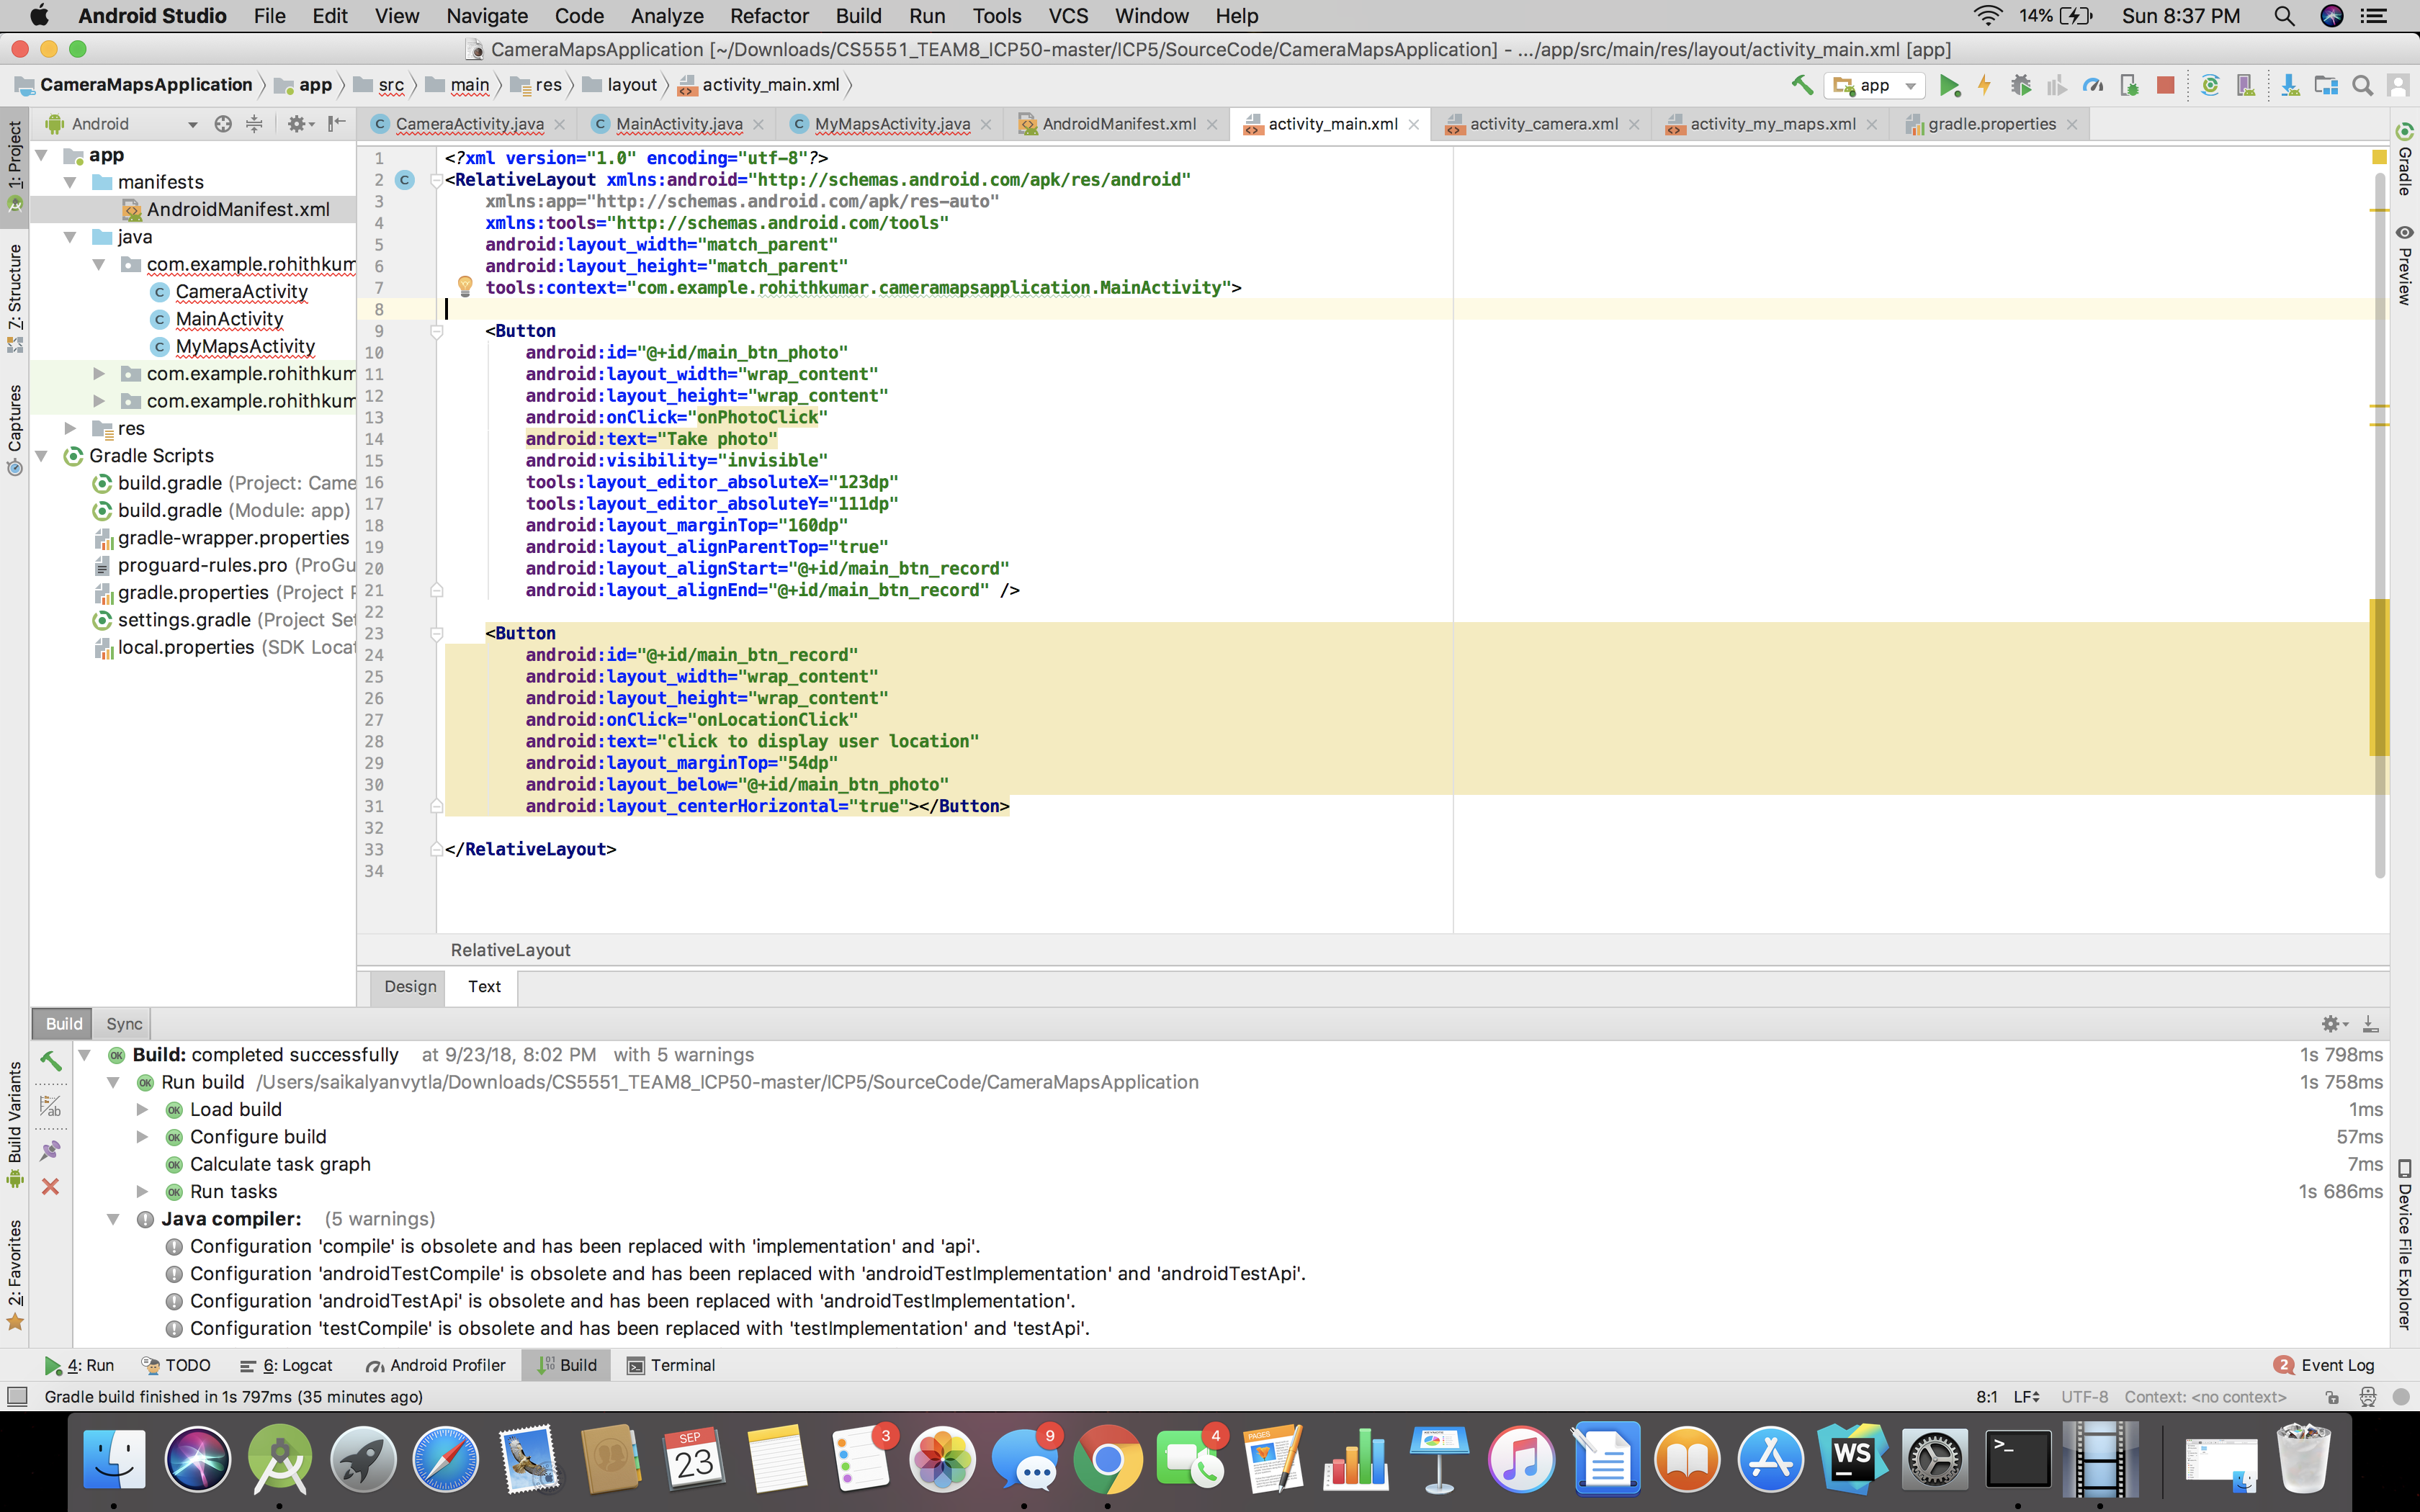 Android Studio File Edit View Navigate Code Analyze Refactor Build Run Tools VCS Window Help 14% Sun 8:37 PM
CameraMapsApplication [~/Downloads/CS5551_TEAM8_ICP50-master/ICP5/SourceCode/CameraMapsApplication] - .../app/src/main/res/layout/activity_main.xml [app]
CameraMapsApplication app src main res layout activity_main.xml app
Android CameraActivity.java MainActivity.java MyMapsActivity.java AndroidManifest.xml activity_main.xml activity_camera.xml activity_my_maps.xml gradle.properties
1: Project
7: Structure
Captures
Build Variants
2: Favorites
app
manifests
AndroidManifest.xml
java
com.example.rohithkum
CameraActivity
MainActivity
MyMapsActivity
com.example.rohithkum
com.example.rohithkum
res
Gradle Scripts
build.gradle (Project: Came
build.gradle (Module: app)
gradle-wrapper.properties
proguard-rules.pro (ProGu
gradle.properties (Project P
settings.gradle (Project Set
local.properties (SDK Locat
1 <?xml version="1.0" encoding="utf-8"?>
2 <RelativeLayout xmlns:android="http://schemas.android.com/apk/res/android"
3 xmlns:app="http://schemas.android.com/apk/res-auto"
4 xmlns:tools="http://schemas.android.com/tools"
5 android:layout_width="match_parent"
6 android:layout_height="match_parent"
7 tools:context="com.example.rohithkumar.cameramapsapplication.MainActivity">
8
9 <Button
10 android:id="@+id/main_btn_photo"
11 android:layout_width="wrap_content"
12 android:layout_height="wrap_content"
13 android:onClick="onPhotoClick"
14 android:text="Take photo"
15 android:visibility="invisible"
16 tools:layout_editor_absoluteX="123dp"
17 tools:layout_editor_absoluteY="111dp"
18 android:layout_marginTop="160dp"
19 android:layout_alignParentTop="true"
20 android:layout_alignStart="@+id/main_btn_record"
21 android:layout_alignEnd="@+id/main_btn_record" />
22
23 <Button
24 android:id="@+id/main_btn_record"
25 android:layout_width="wrap_content"
26 android:layout_height="wrap_content"
27 android:onClick="onLocationClick"
28 android:text="click to display user location"
29 android:layout_marginTop="54dp"
30 android:layout_below="@+id/main_btn_photo"
31 android:layout_centerHorizontal="true"></Button>
32
33 </RelativeLayout>
34
Gradle
Preview
Device File Explorer
RelativeLayout
Design Text
Build Sync
Build: completed successfully at 9/23/18, 8:02 PM with 5 warnings 1s 798ms
Run build /Users/saikalyanvytla/Downloads/CS5551_TEAM8_ICP50-master/ICP5/SourceCode/CameraMapsApplication 1s 758ms
Load build 1ms
Configure build 57ms
Calculate task graph 7ms
Run tasks 1s 686ms
Java compiler: (5 warnings)
Configuration 'compile' is obsolete and has been replaced with 'implementation' and 'api'.
Configuration 'androidTestCompile' is obsolete and has been replaced with 'androidTestImplementation' and 'androidTestApi'.
Configuration 'androidTestApi' is obsolete and has been replaced with 'androidTestImplementation'.
Configuration 'testCompile' is obsolete and has been replaced with 'testImplementation' and 'testApi'.
4: Run TODO 6: Logcat Android Profiler Build Terminal 2 Event Log
Gradle build finished in 1s 797ms (35 minutes ago) 8:1 LF UTF-8 Context: <no context>
SEP
23
3
9
4
PAGES
WS